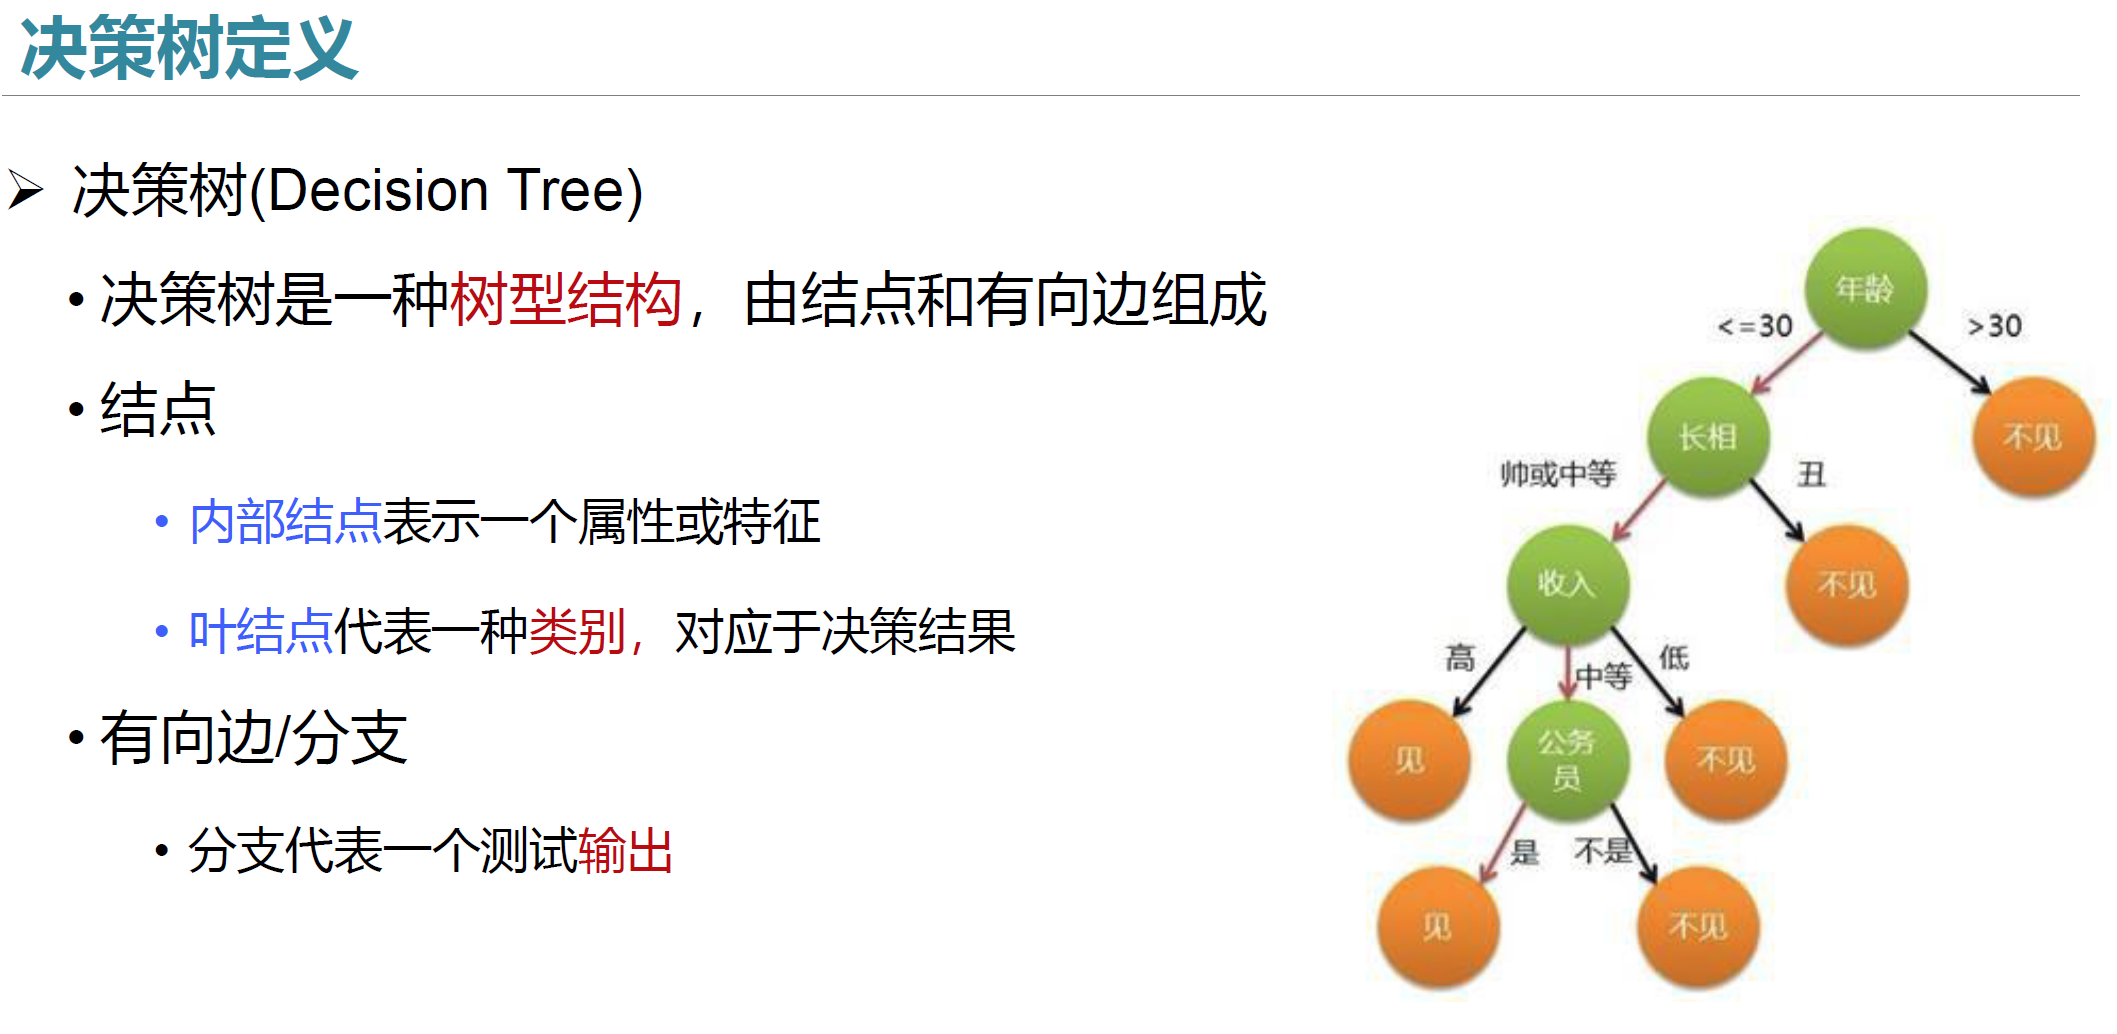 决策树定义
决策树(Decision Tree)
• 决策树是一种树型结构，由结点和有向边组成
• 结点
• 内部结点表示一个属性或特征
• 叶结点代表一种类别，对应于决策结果
• 有向边/分支
• 分支代表一个测试输出
年龄
<=30
>30
长相
不见
帅或中等
丑
收入
不见
高
中等
低
见
公务
员
不见
是
不是
见
不见